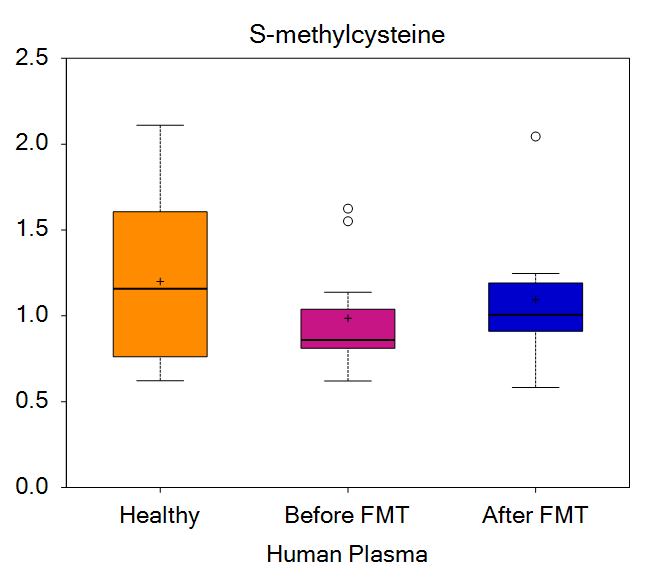 S-methylcysteine
2.5
2.0
1.5
1.0
0.5
0.0
Healthy
Before FMT
After FMT
Human Plasma